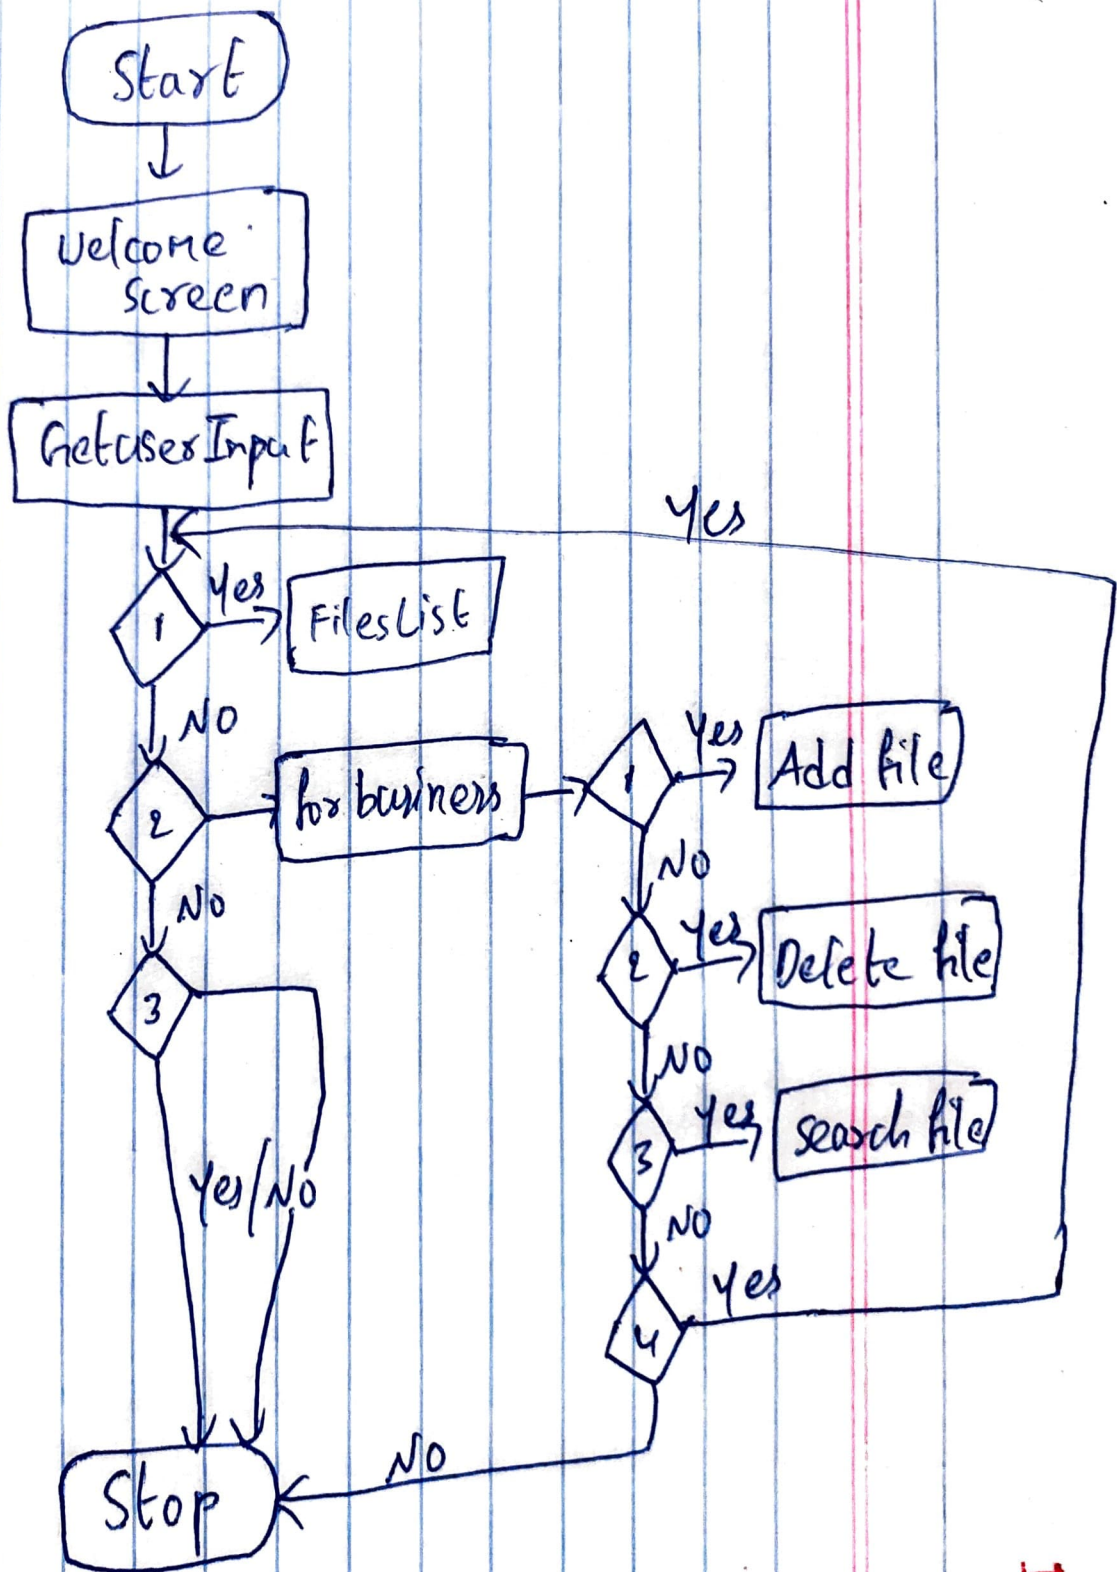 Start
Welcome
Screen
GetuserInput
Yes
1
Yes
FilesList
NO
2
for business
1
Yes
Add file
NO
NO
2
Yes
Delete file
3
NO
3
Yes
search file
Yes/NO
NO
4
Yes
NO
Stop